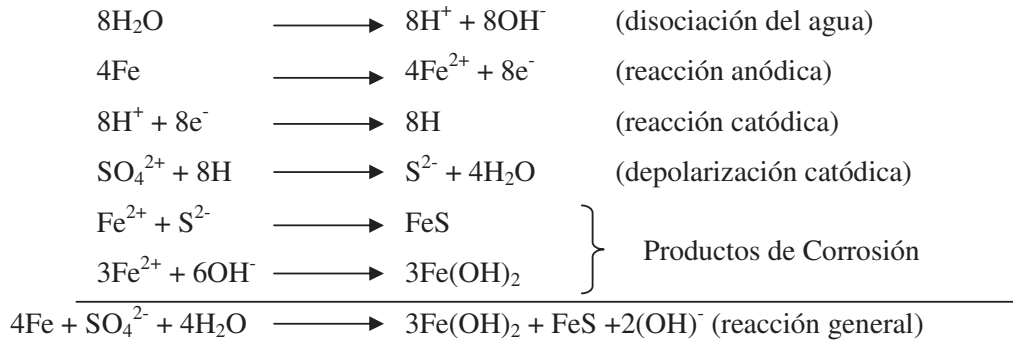 8H₂O ⟶ 8H⁺ + 8OH⁻ (disociación del agua)
4Fe ⟶ 4Fe²⁺ + 8e⁻ (reacción anódica)
8H⁺ + 8e⁻ ⟶ 8H (reacción catódica)
SO₄²⁺ + 8H ⟶ S²⁻ + 4H₂O (depolarización catódica)
Fe²⁺ + S²⁻ ⟶ FeS
Productos de Corrosión
3Fe²⁺ + 6OH⁻ ⟶ 3Fe(OH)₂
4Fe + SO₄²⁻ + 4H₂O ⟶ 3Fe(OH)₂ + FeS +2(OH)⁻ (reacción general)